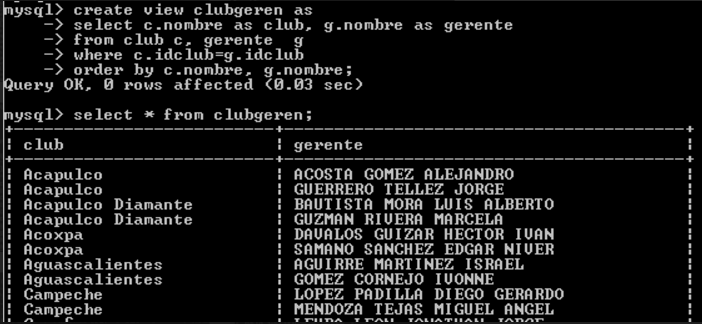 mysql> create view clubgeren as
    -> select c.nombre as club, g.nombre as gerente
    -> from club c, gerente  g
    -> where c.idclub=g.idclub
    -> order by c.nombre, g.nombre;
Query OK, 0 rows affected (0.03 sec)
mysql> select * from clubgeren;
| club | gerente |
| Acapulco | ACOSTA GOMEZ ALEJANDRO |
| Acapulco | GUERRERO TELLEZ JORGE |
| Acapulco Diamante | BAUTISTA MORA LUIS ALBERTO |
| Acapulco Diamante | GUZMAN RIVERA MARCELA |
| Acoxpa | DAVALOS GUIZAR HECTOR IVAN |
| Acoxpa | SAMANO SANCHEZ EDGAR NIVER |
| Aguascalientes | AGUIRRE MARTINEZ ISRAEL |
| Aguascalientes | GOMEZ CORNEJO IVONNE |
| Campeche | LOPEZ PADILLA DIEGO GERARDO |
| Campeche | MENDOZA TEJAS MIGUEL ANGEL |